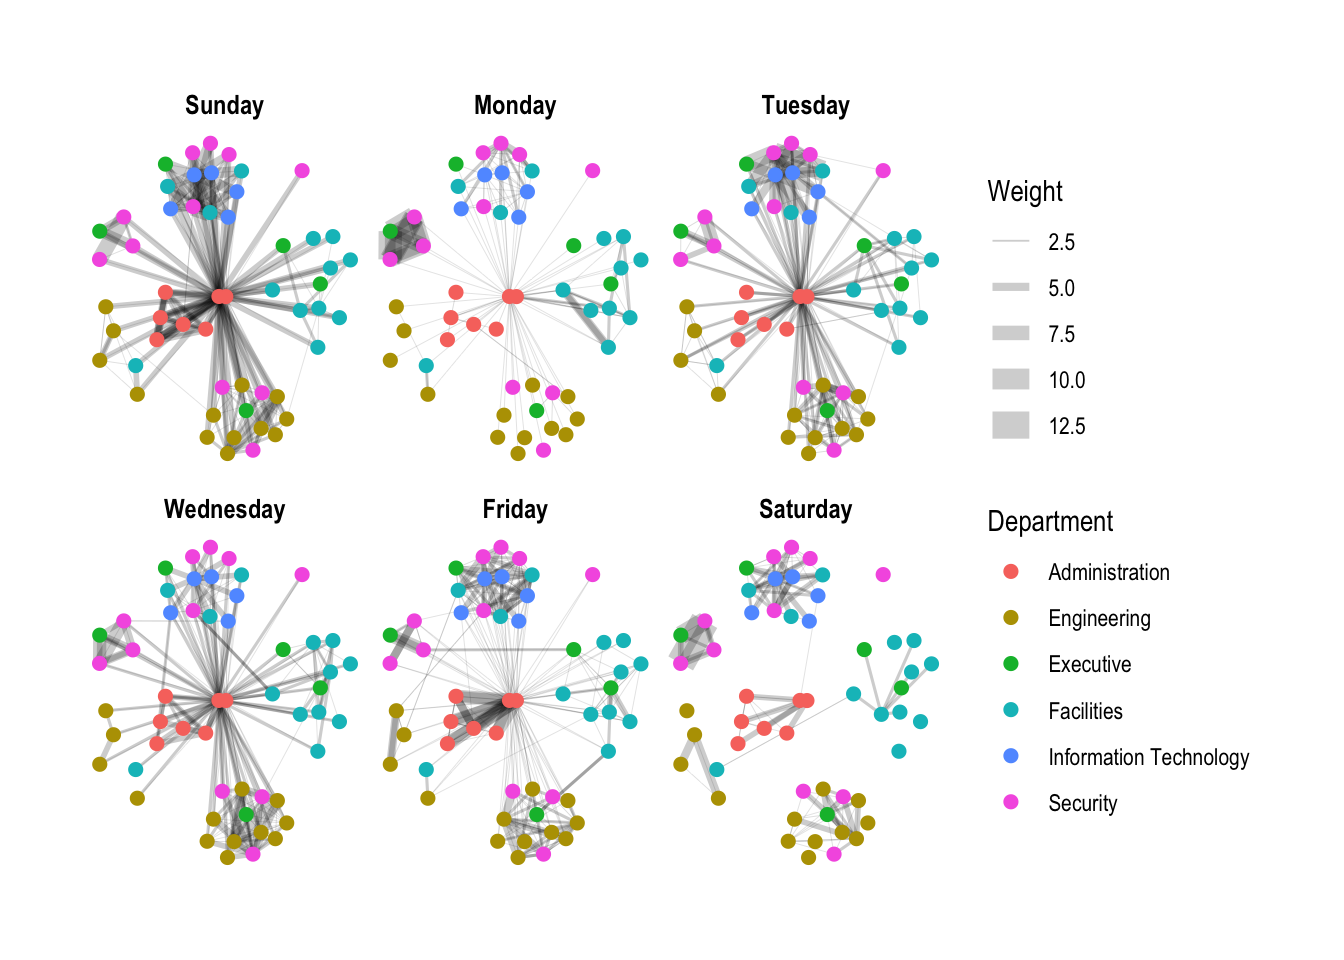 Sunday
Monday
Tuesday
Wednesday
Friday
Saturday
Weight
2.5
5.0
7.5
10.0
12.5
Department
Administration
Engineering
Executive
Facilities
Information Technology
Security